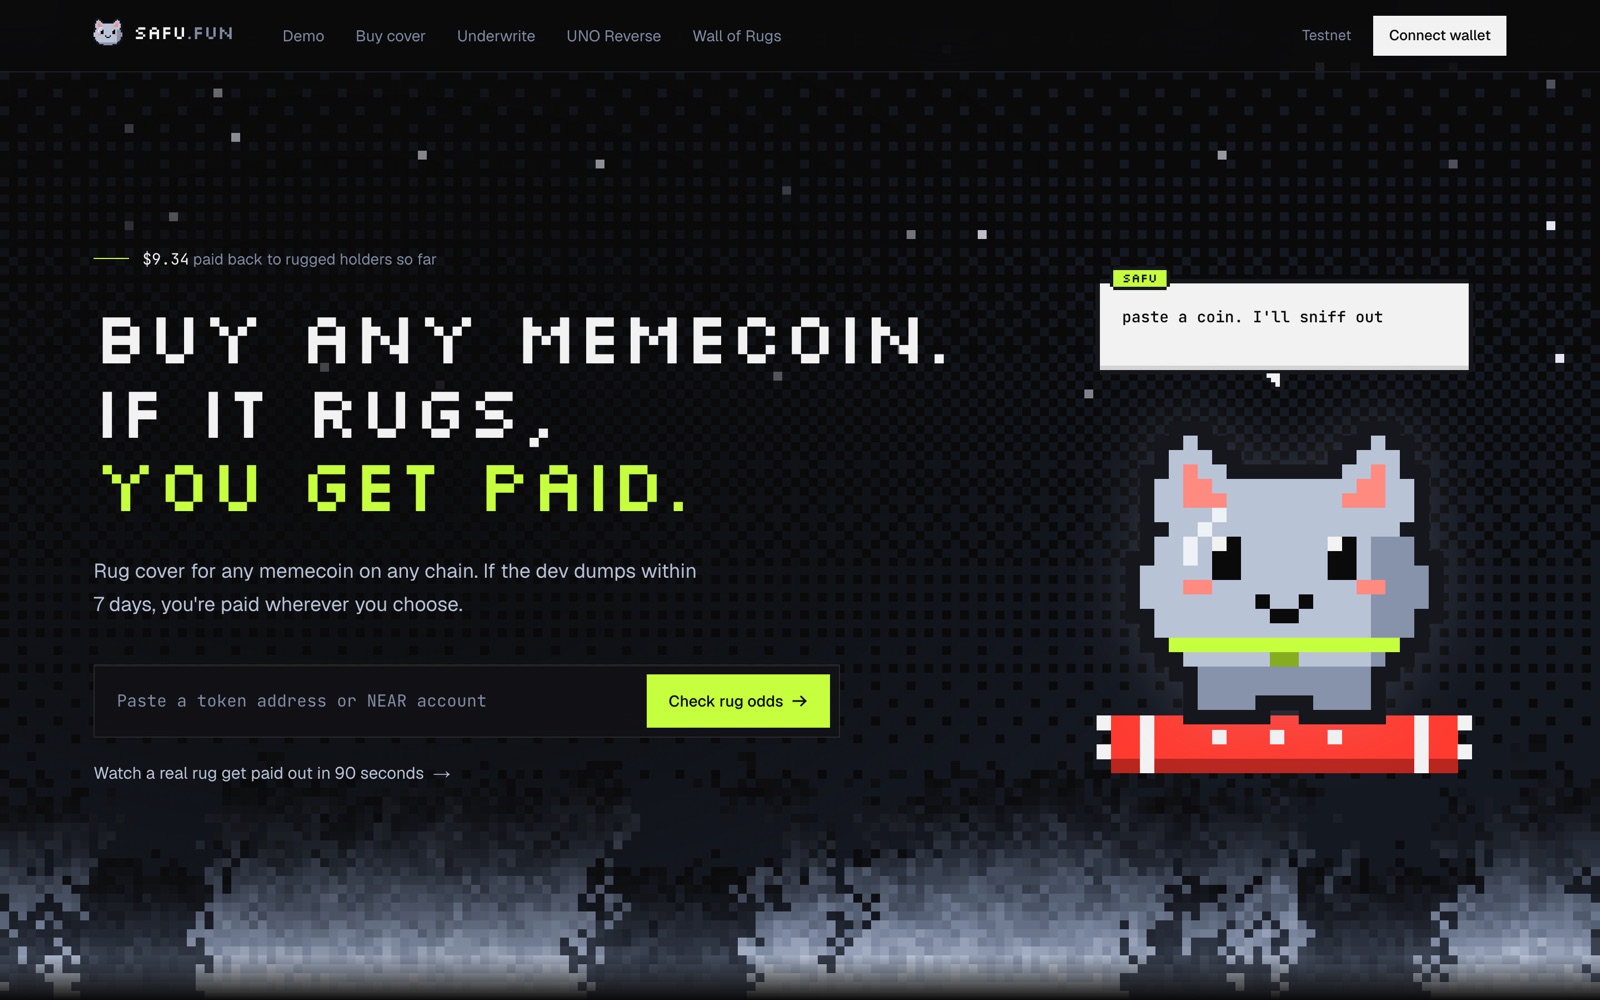 SAFU.FUN
Demo
Buy cover
Underwrite
UNO Reverse
Wall of Rugs
Testnet
Connect wallet
$9.34 paid back to rugged holders so far
BUY ANY MEMECOIN.
IF IT RUGS,
YOU GET PAID.
Rug cover for any memecoin on any chain. If the dev dumps within
7 days, you're paid wherever you choose.
Paste a token address or NEAR account
Check rug odds →
Watch a real rug get paid out in 90 seconds →
SAFU
paste a coin. I'll sniff out